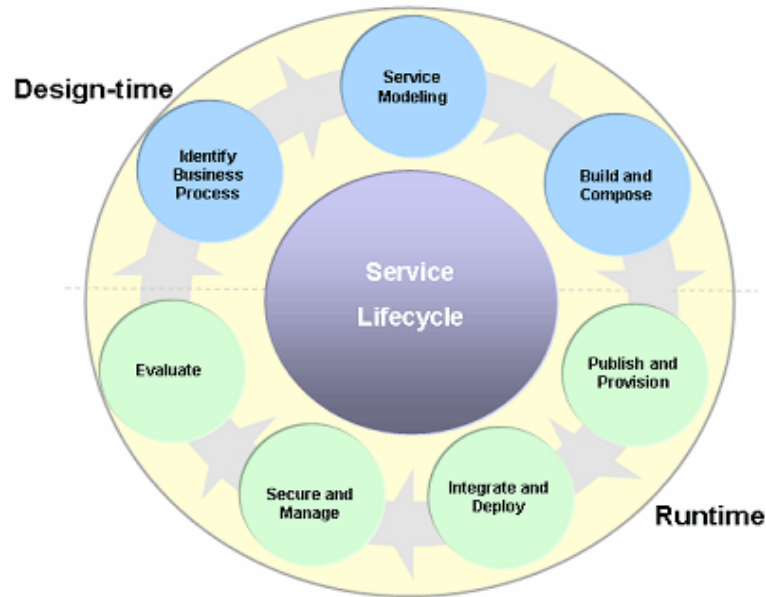 Design-time
Service
Modeling
Identify
Business
Process
Build and
Compose
Service
Lifecycle
Evaluate
Publish and
Provision
Secure and
Manage
Integrate and
Deploy
Runtime